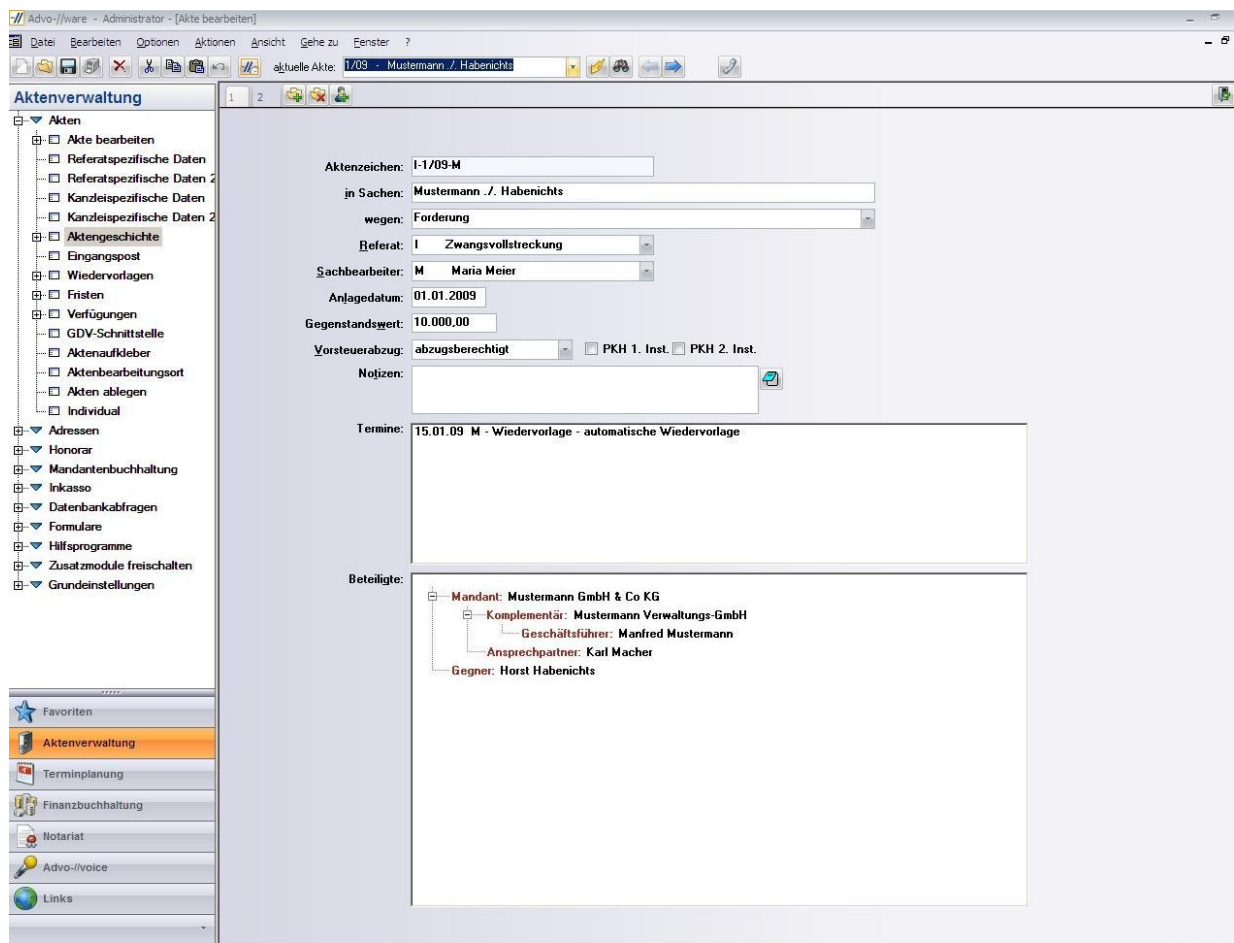 Advo-//ware - Administrator - [Akte bearbeiten]
Datei Bearbeiten Optionen Aktionen Ansicht Gehe zu Fenster ?
aktuelle Akte: 1/09 - Mustermann ./. Habenichts
Aktenverwaltung
1 2
Akten
Akte bearbeiten
Referatspezifische Daten
Referatspezifische Daten 2
Kanzleispezifische Daten
Kanzleispezifische Daten 2
Aktengeschichte
Eingangspost
Wiedervorlagen
Fristen
Verfügungen
GDV-Schnittstelle
Aktenaufkleber
Aktenbearbeitungsort
Akten ablegen
Individual
Adressen
Honorar
Mandantenbuchhaltung
Inkasso
Datenbankabfragen
Formulare
Hilfsprogramme
Zusatzmodule freischalten
Grundeinstellungen
Favoriten
Aktenverwaltung
Terminplanung
Finanzbuchhaltung
Notariat
Advo-//voice
Links
Aktenzeichen: I-1/09-M
in Sachen: Mustermann ./. Habenichts
wegen: Forderung
Referat: I Zwangsvollstreckung
Sachbearbeiter: M Maria Meier
Anlagedatum: 01.01.2009
Gegenstandswert: 10.000,00
Vorsteuerabzug: abzugsberechtigt PKH 1. Inst. PKH 2. Inst.
Notizen:
Termine: 15.01.09 M - Wiedervorlage - automatische Wiedervorlage
Beteiligte:
Mandant: Mustermann GmbH & Co KG
Komplementär: Mustermann Verwaltungs-GmbH
Geschäftsführer: Manfred Mustermann
Ansprechpartner: Karl Macher
Gegner: Horst Habenichts